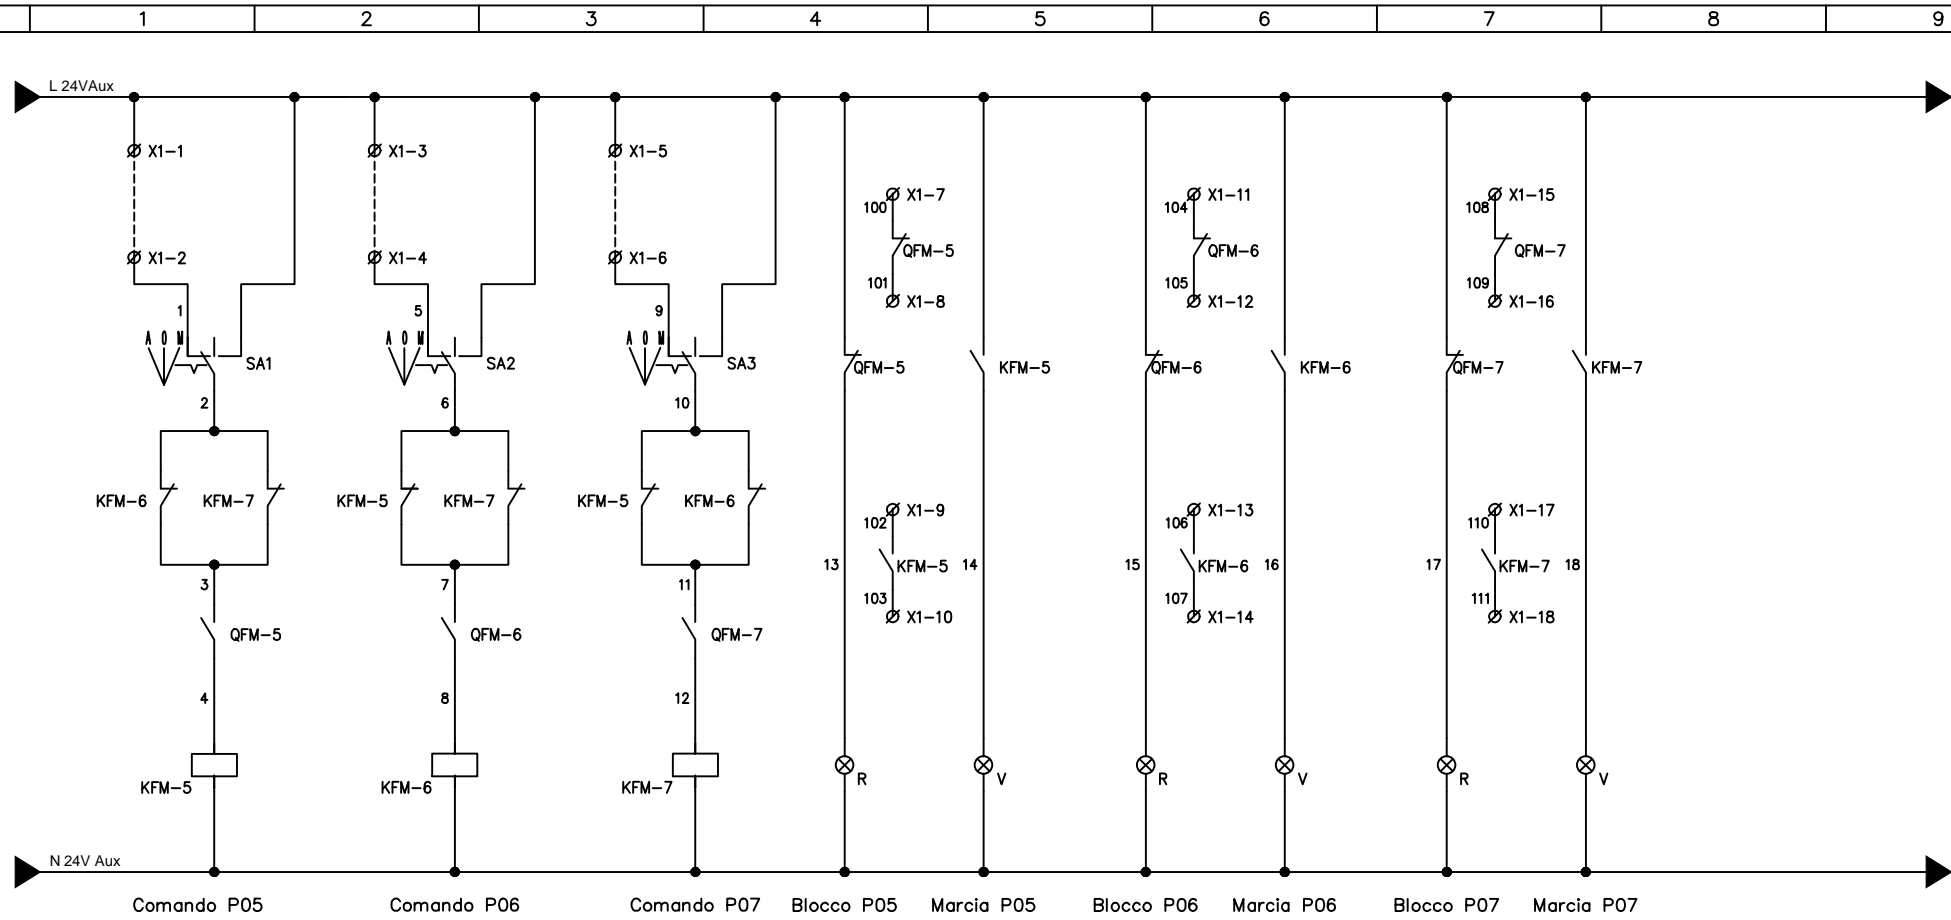 1 2 3 4 5 6 7 8 9
L 24VAux
X1-1 X1-3 X1-5
X1-7 X1-11 X1-15
100 104 108
QFM-5 QFM-6 QFM-7
X1-2 X1-4 X1-6
101 105 109
X1-8 X1-12 X1-16
1 5 9
A 0 M A 0 M A 0 M
SA1 SA2 SA3
QFM-5 KFM-5 QFM-6 KFM-6 QFM-7 KFM-7
2 6 10
KFM-6 KFM-7 KFM-5 KFM-7 KFM-5 KFM-6
X1-9 X1-13 X1-17
102 106 110
13 KFM-5 14 15 KFM-6 16 17 KFM-7 18
3 7 11
103 107 111
X1-10 X1-14 X1-18
QFM-5 QFM-6 QFM-7
4 8 12
R V R V R V
KFM-5 KFM-6 KFM-7
N 24V Aux
Comando P05 Comando P06 Comando P07 Blocco P05 Marcia P05 Blocco P06 Marcia P06 Blocco P07 Marcia P07